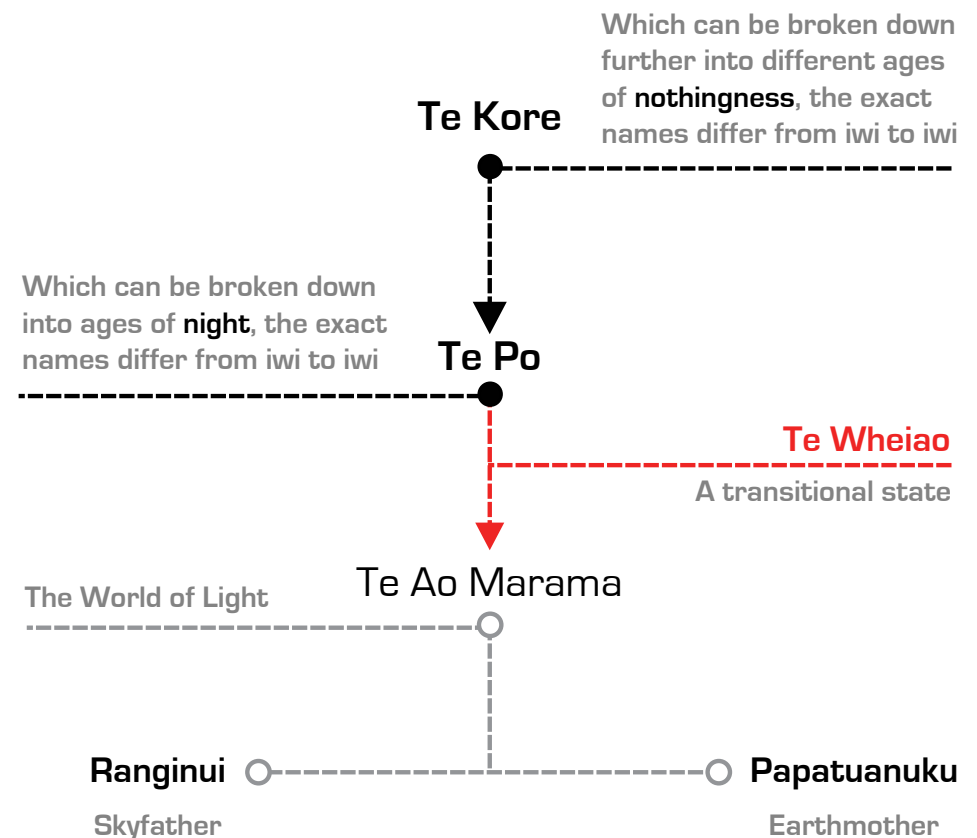 Which can be broken down
further into different ages
of nothingness, the exact
names differ from iwi to iwi
Te Kore
Which can be broken down
into ages of night, the exact
names differ from iwi to iwi
Te Po
Te Wheiao
A transitional state
Te Ao Marama
The World of Light
Ranginui
Papatuanuku
Skyfather
Earthmother